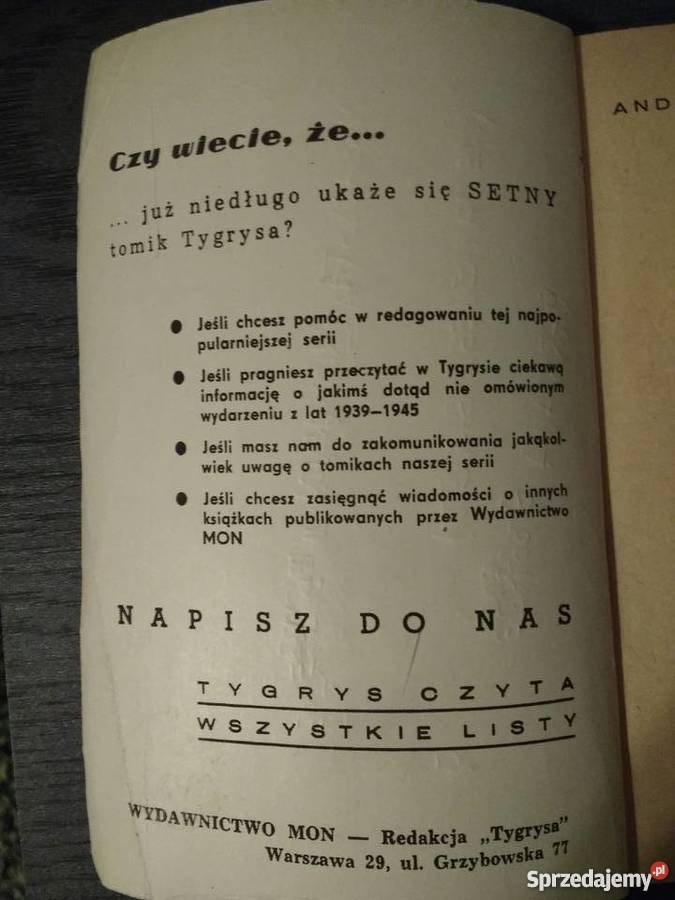 Czy wiecie, że...
... już niedługo ukaże się SETNY
tomik Tygrysa?
● Jeśli chcesz pomóc w redagowaniu tej najpo-
pularniejszej serii
● Jeśli pragniesz przeczytać w Tygrysie ciekawą
informację o jakimś dotąd nie omówionym
wydarzeniu z lat 1939—1945
● Jeśli masz nam do zakomunikowania jakąkol-
wiek uwagę o tomikach naszej serii
● Jeśli chcesz zasięgnąć wiadomości o innych
książkach publikowanych przez Wydawnictwo
MON
NAPISZ DO NAS
TYGRYS CZYTA
WSZYSTKIE LISTY
WYDAWNICTWO MON — Redakcja „Tygrysa"
Warszawa 29, ul. Grzybowska 77
AND
Sprzedajemy.pl